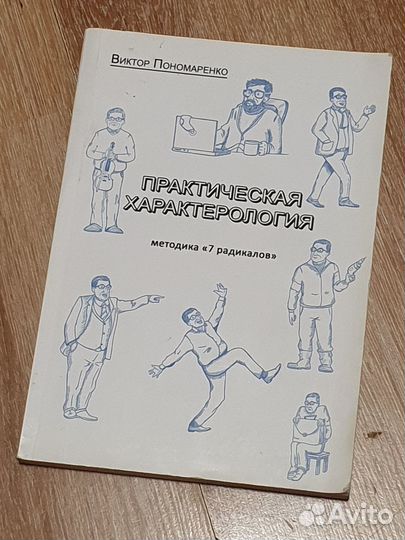 Виктор Пономаренко
ПРАКТИЧЕСКАЯ
ХАРАКТЕРОЛОГИЯ
методика «7 радикалов»
Avito